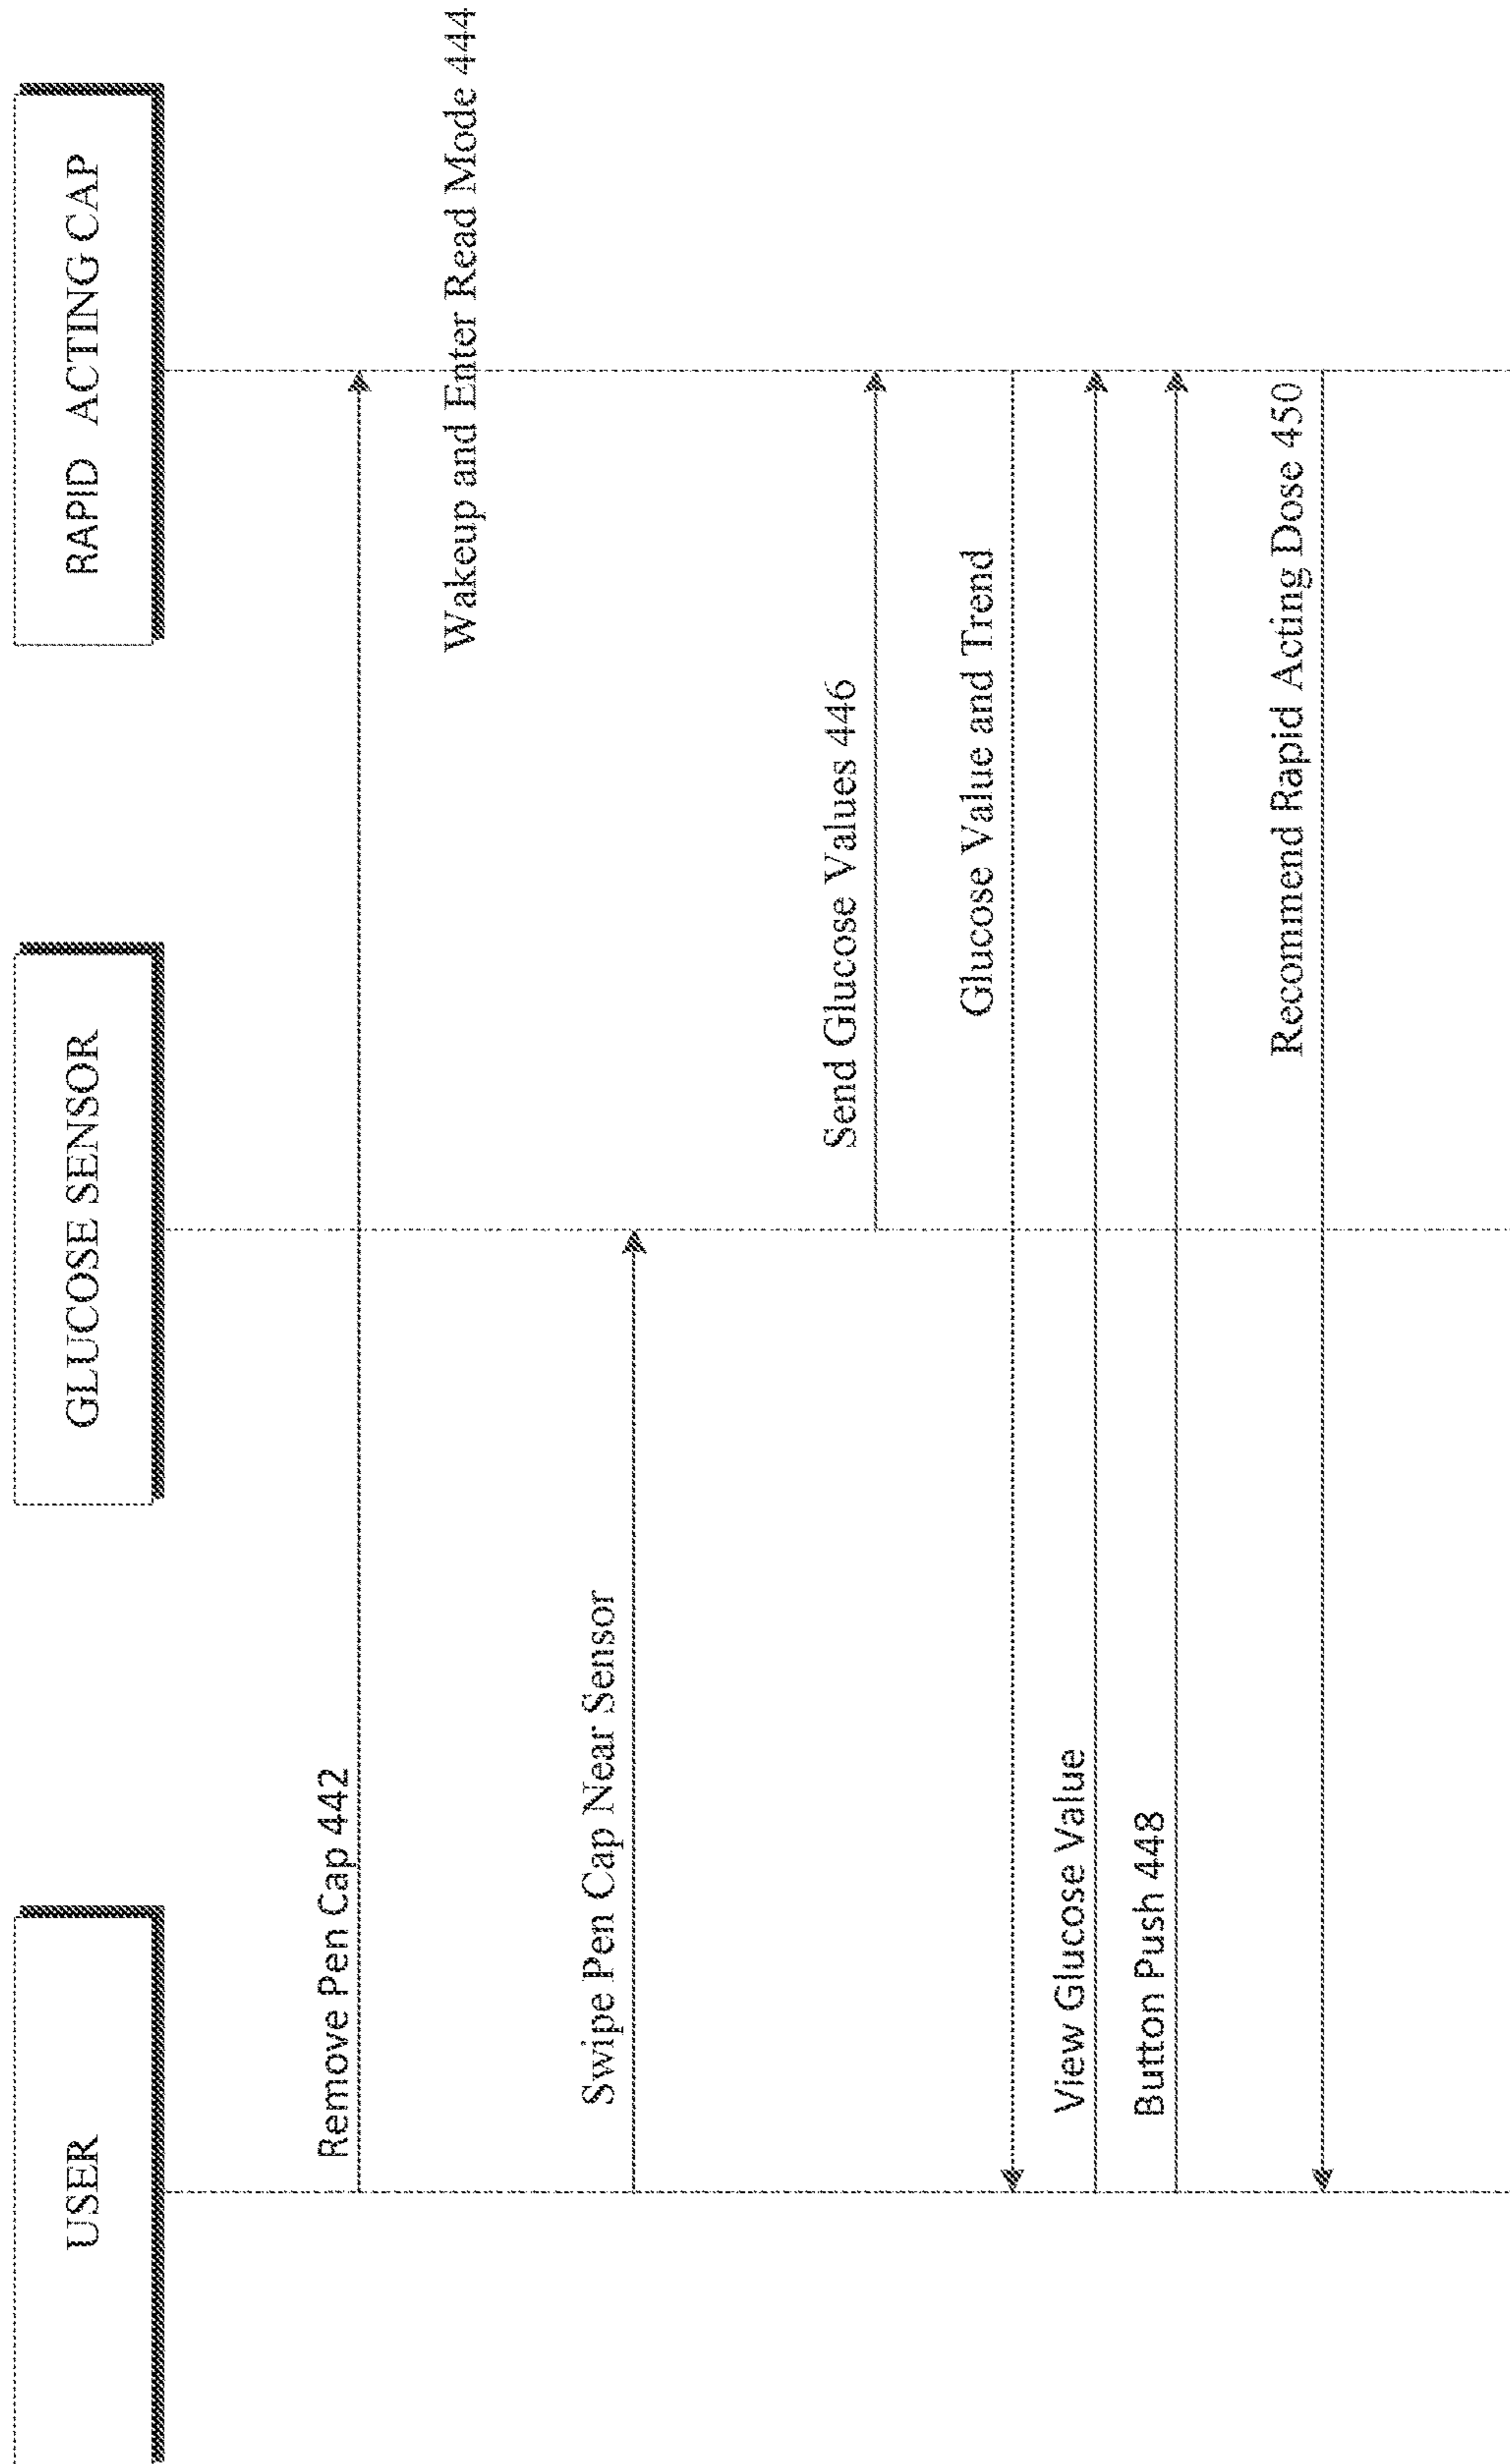 USER
GLUCOSE SENSOR
RAPID ACTING CAP
Remove Pen Cap 442
Wakeup and Enter Read Mode 444
Swipe Pen Cap Near Sensor
Send Glucose Values 446
Glucose Value and Trend
View Glucose Value
Button Push 448
Recommend Rapid Acting Dose 450